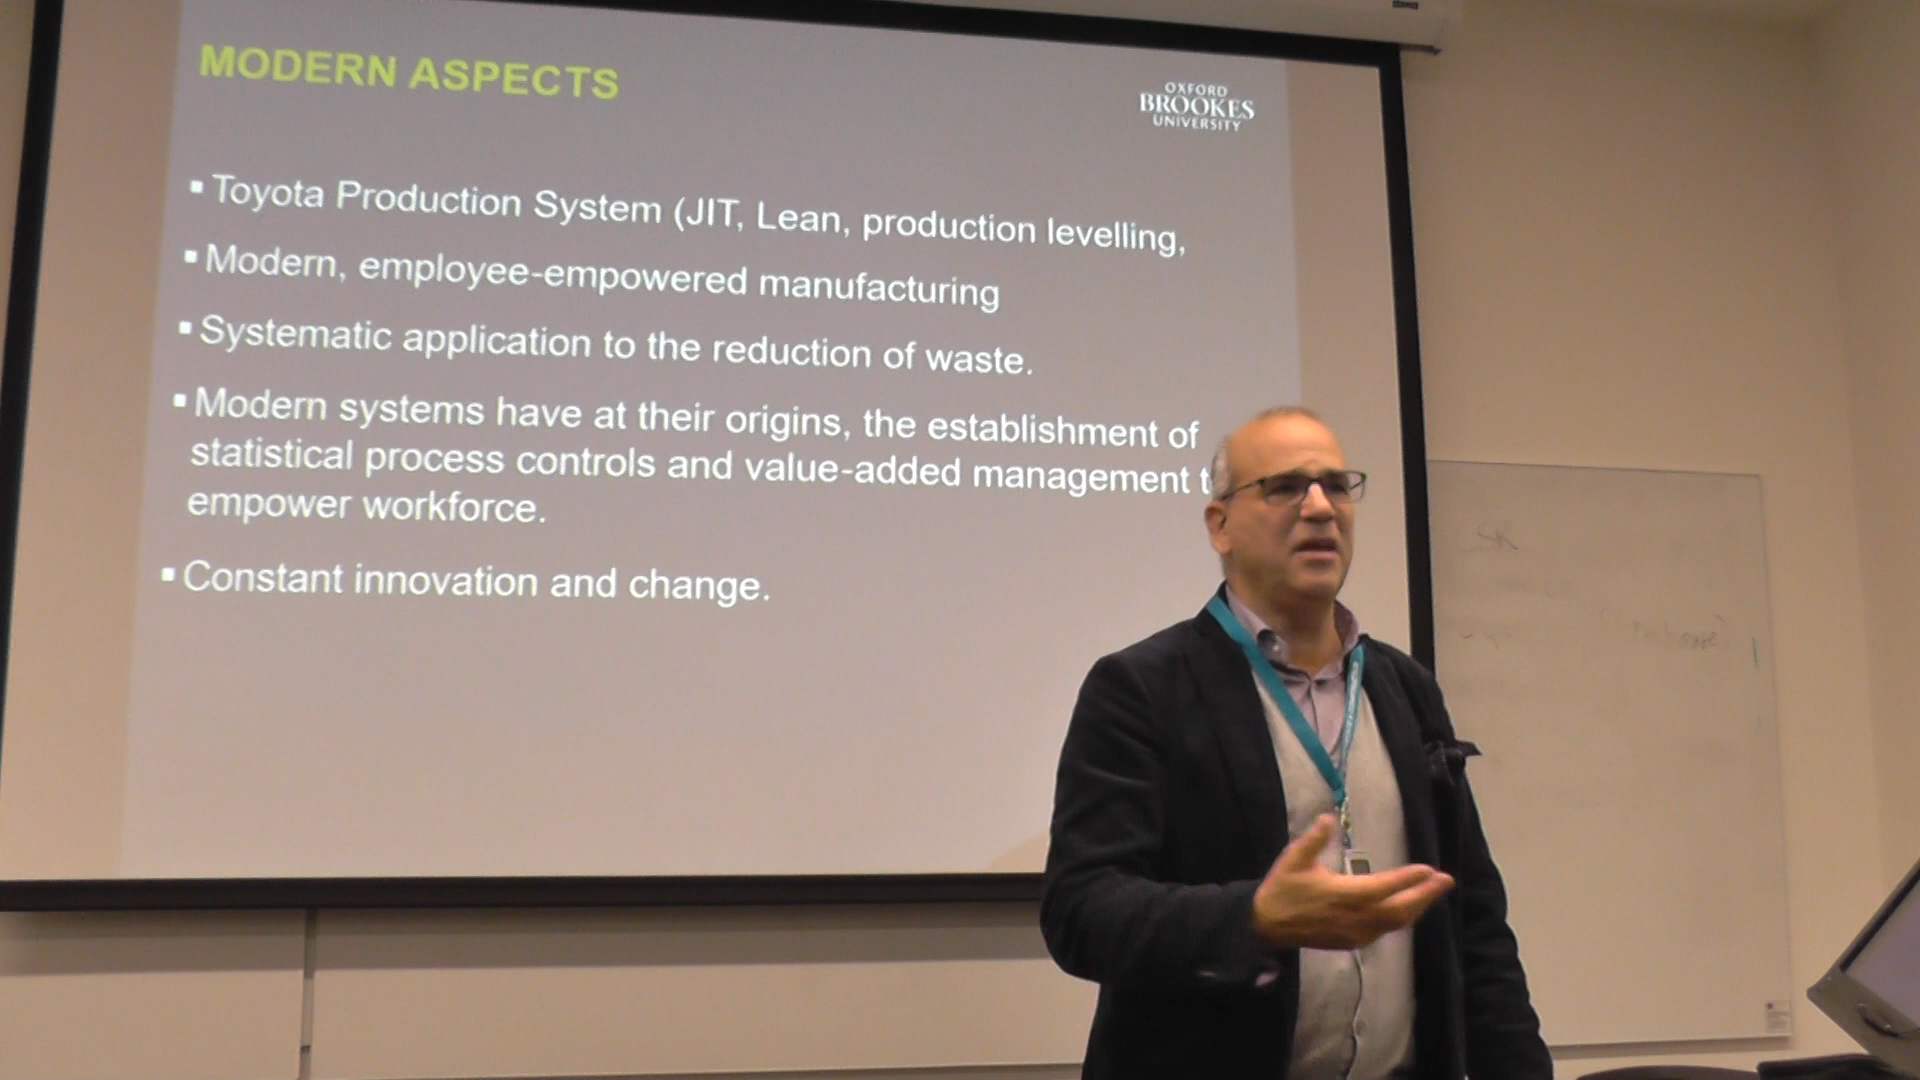 MODERN ASPECTS
OXFORD
BROOKES
UNIVERSITY
▪ Toyota Production System (JIT, Lean, production levelling,
▪ Modern, employee-empowered manufacturing
▪ Systematic application to the reduction of waste.
▪ Modern systems have at their origins, the establishment of
statistical process controls and value-added management t
empower workforce.
▪ Constant innovation and change.